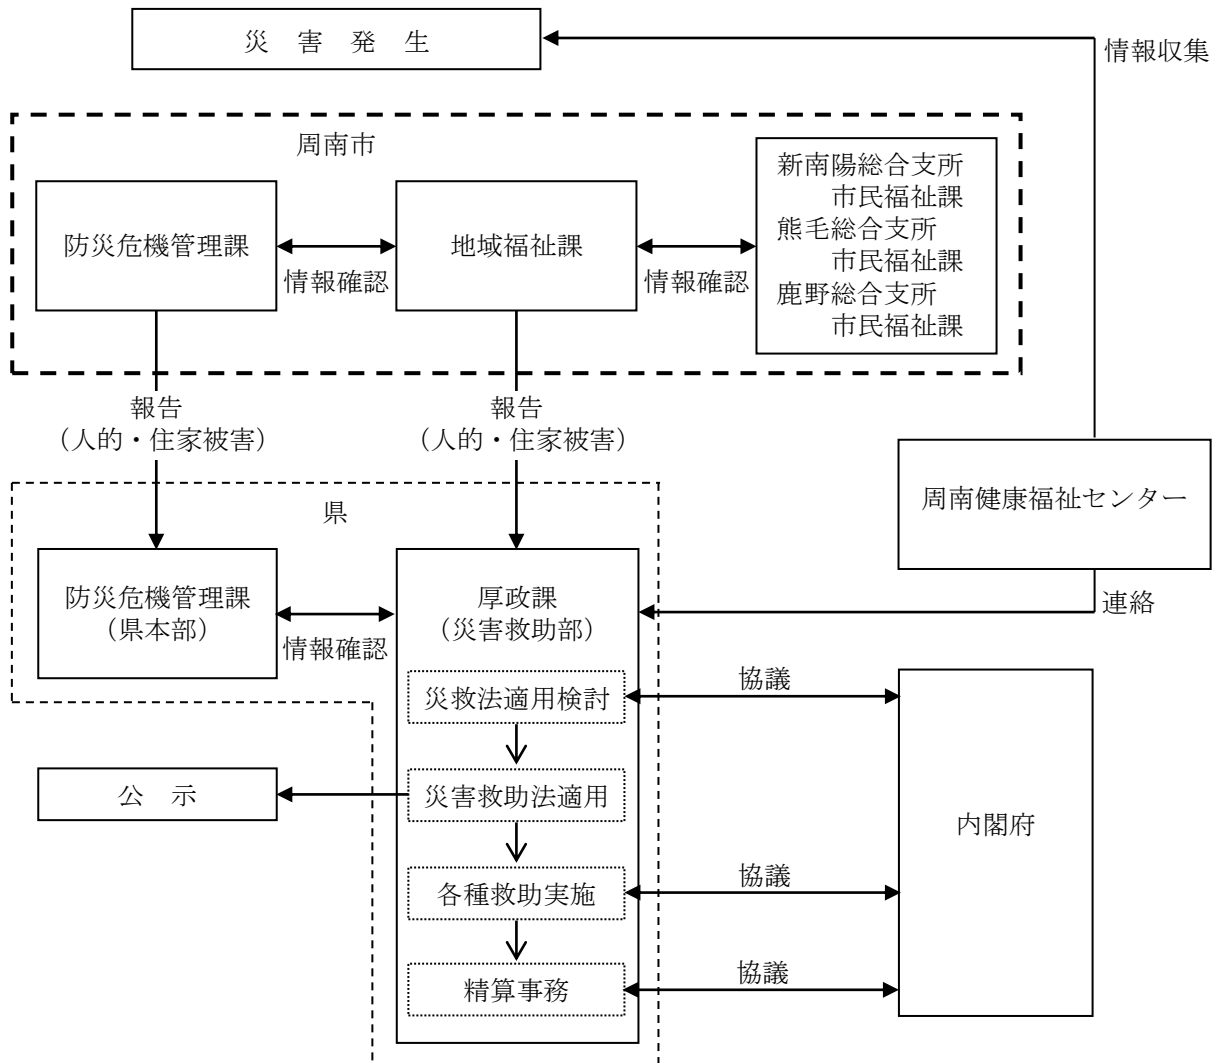 災　害　発　生
情報収集
周南市
防災危機管理課
情報確認
地域福祉課
情報確認
新南陽総合支所
市民福祉課
熊毛総合支所
市民福祉課
鹿野総合支所
市民福祉課
報告
（人的・住家被害）
報告
（人的・住家被害）
周南健康福祉センター
県
防災危機管理課
（県本部）
情報確認
厚政課
（災害救助部）
連絡
災救法適用検討
協議
公　示
災害救助法適用
内閣府
各種救助実施
協議
精算事務
協議